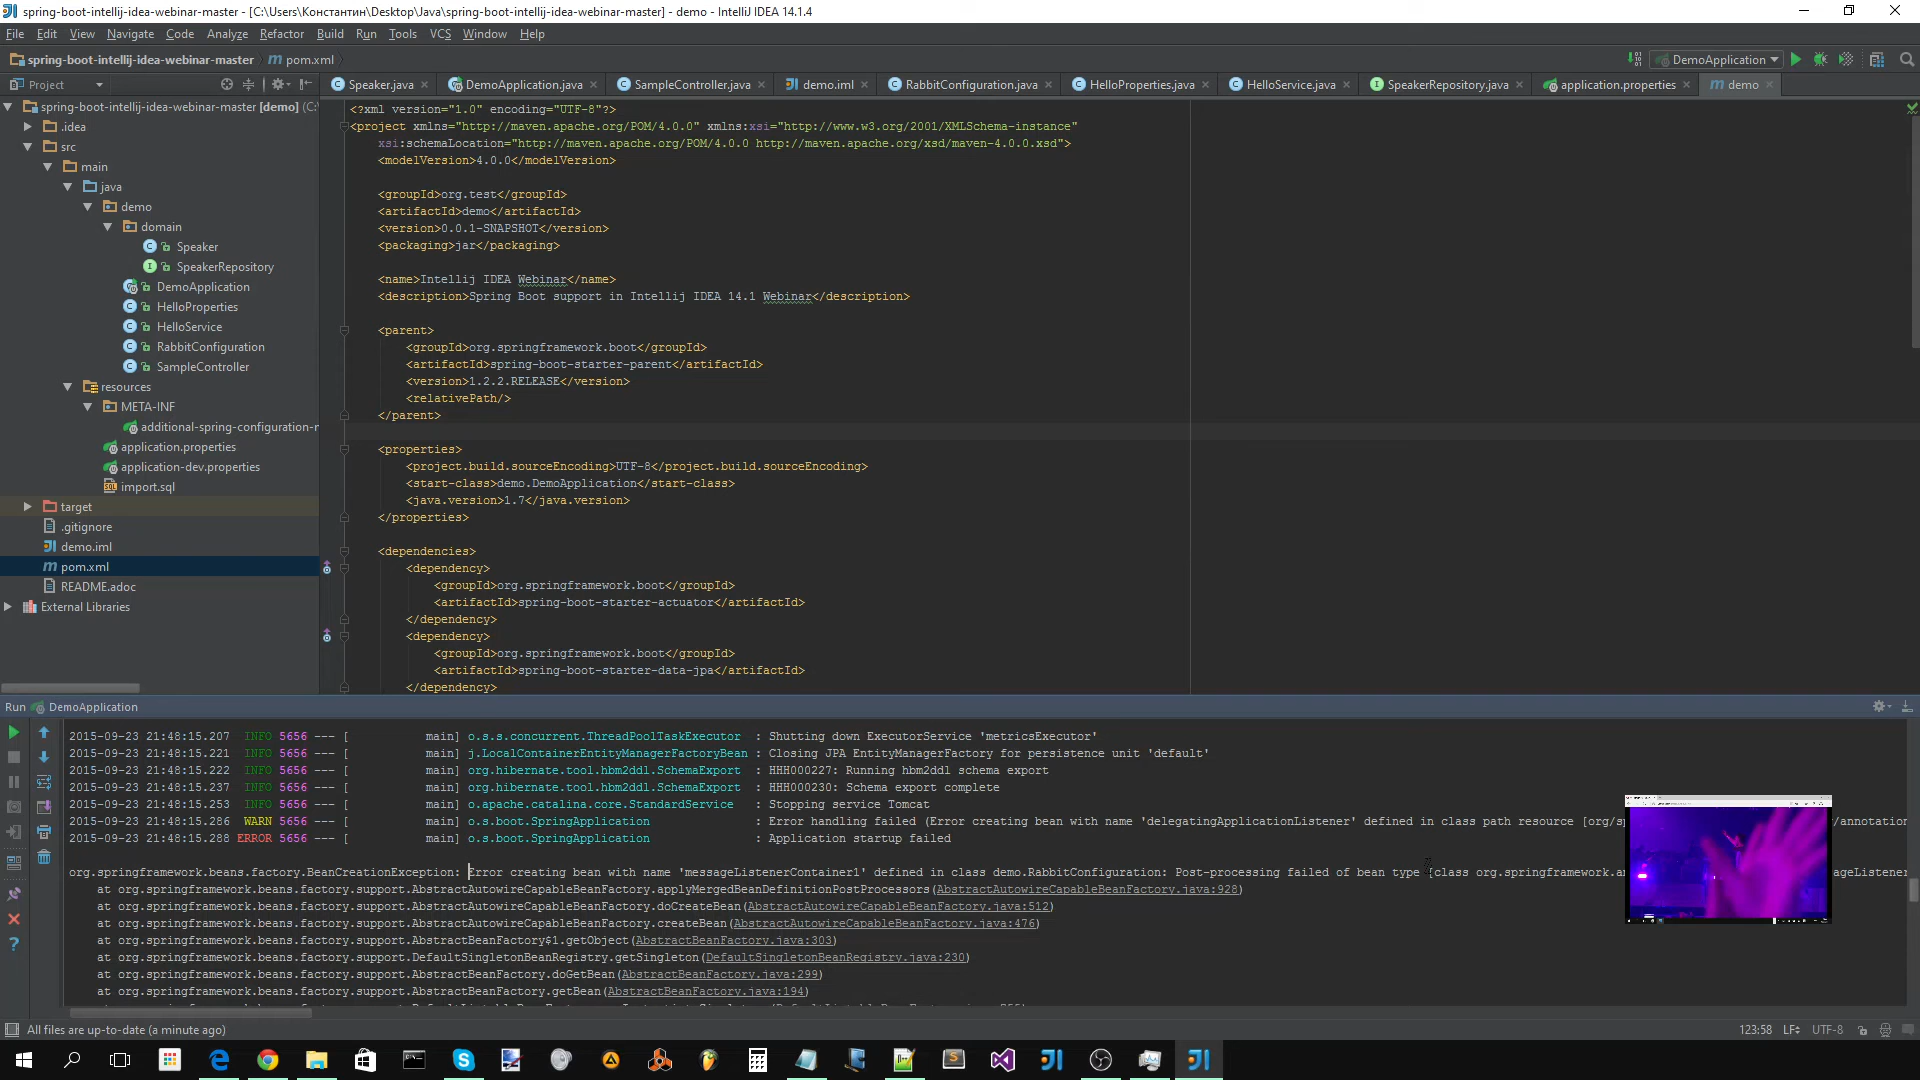 spring-boot-intellij-idea-webinar-master - [C:\Users\Константин\Desktop\Java\spring-boot-intellij-idea-webinar-master] - demo - IntelliJ IDEA 14.1.4
File Edit View Navigate Code Analyze Refactor Build Run Tools VCS Window Help
spring-boot-intellij-idea-webinar-master pom.xml DemoApplication
Project
Speaker.java DemoApplication.java SampleController.java demo.iml RabbitConfiguration.java HelloProperties.java HelloService.java SpeakerRepository.java application.properties demo
spring-boot-intellij-idea-webinar-master [demo] (C:
.idea
src
main
java
demo
domain
Speaker
SpeakerRepository
DemoApplication
HelloProperties
HelloService
RabbitConfiguration
SampleController
resources
META-INF
additional-spring-configuration-m
application.properties
application-dev.properties
import.sql
target
.gitignore
demo.iml
pom.xml
README.adoc
External Libraries
<?xml version="1.0" encoding="UTF-8"?>
<project xmlns="http://maven.apache.org/POM/4.0.0" xmlns:xsi="http://www.w3.org/2001/XMLSchema-instance"
xsi:schemaLocation="http://maven.apache.org/POM/4.0.0 http://maven.apache.org/xsd/maven-4.0.0.xsd">
<modelVersion>4.0.0</modelVersion>
<groupId>org.test</groupId>
<artifactId>demo</artifactId>
<version>0.0.1-SNAPSHOT</version>
<packaging>jar</packaging>
<name>Intellij IDEA Webinar</name>
<description>Spring Boot support in Intellij IDEA 14.1 Webinar</description>
<parent>
<groupId>org.springframework.boot</groupId>
<artifactId>spring-boot-starter-parent</artifactId>
<version>1.2.2.RELEASE</version>
<relativePath/>
</parent>
<properties>
<project.build.sourceEncoding>UTF-8</project.build.sourceEncoding>
<start-class>demo.DemoApplication</start-class>
<java.version>1.7</java.version>
</properties>
<dependencies>
<dependency>
<groupId>org.springframework.boot</groupId>
<artifactId>spring-boot-starter-actuator</artifactId>
</dependency>
<dependency>
<groupId>org.springframework.boot</groupId>
<artifactId>spring-boot-starter-data-jpa</artifactId>
</dependency>
Run DemoApplication
2015-09-23 21:48:15.207 INFO 5656 --- [ main] o.s.s.concurrent.ThreadPoolTaskExecutor : Shutting down ExecutorService 'metricsExecutor'
2015-09-23 21:48:15.221 INFO 5656 --- [ main] j.LocalContainerEntityManagerFactoryBean : Closing JPA EntityManagerFactory for persistence unit 'default'
2015-09-23 21:48:15.222 INFO 5656 --- [ main] org.hibernate.tool.hbm2ddl.SchemaExport : HHH000227: Running hbm2ddl schema export
2015-09-23 21:48:15.237 INFO 5656 --- [ main] org.hibernate.tool.hbm2ddl.SchemaExport : HHH000230: Schema export complete
2015-09-23 21:48:15.253 INFO 5656 --- [ main] o.apache.catalina.core.StandardService : Stopping service Tomcat
2015-09-23 21:48:15.286 WARN 5656 --- [ main] o.s.boot.SpringApplication : Error handling failed (Error creating bean with name 'delegatingApplicationListener' defined in class path resource [org/s /annotation
2015-09-23 21:48:15.288 ERROR 5656 --- [ main] o.s.boot.SpringApplication : Application startup failed
org.springframework.beans.factory.BeanCreationException: Error creating bean with name 'messageListenerContainer1' defined in class demo.RabbitConfiguration: Post-processing failed of bean type [class org.springframework.am ageListener
at org.springframework.beans.factory.support.AbstractAutowireCapableBeanFactory.applyMergedBeanDefinitionPostProcessors(AbstractAutowireCapableBeanFactory.java:928)
at org.springframework.beans.factory.support.AbstractAutowireCapableBeanFactory.doCreateBean(AbstractAutowireCapableBeanFactory.java:512)
at org.springframework.beans.factory.support.AbstractAutowireCapableBeanFactory.createBean(AbstractAutowireCapableBeanFactory.java:476)
at org.springframework.beans.factory.support.AbstractBeanFactory$1.getObject(AbstractBeanFactory.java:303)
at org.springframework.beans.factory.support.DefaultSingletonBeanRegistry.getSingleton(DefaultSingletonBeanRegistry.java:230)
at org.springframework.beans.factory.support.AbstractBeanFactory.doGetBean(AbstractBeanFactory.java:299)
at org.springframework.beans.factory.support.AbstractBeanFactory.getBean(AbstractBeanFactory.java:194)
All files are up-to-date (a minute ago) 123:58 LF÷ UTF-8